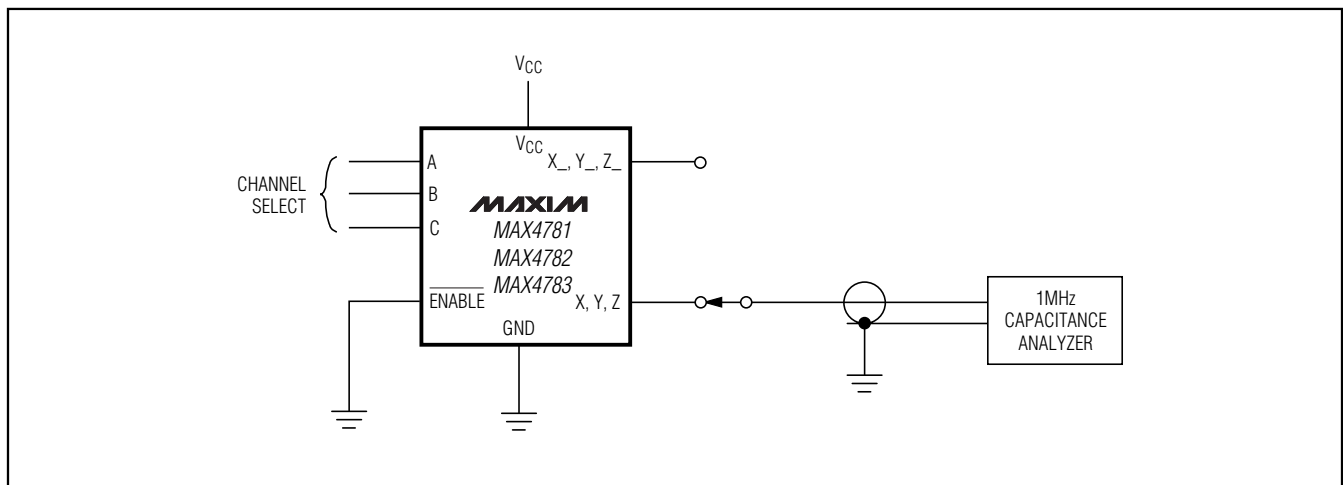 VCC
VCC
A
X_, Y_, Z_
CHANNEL
SELECT
B
MAXIM
C
MAX4781
MAX4782
MAX4783
ENABLE
X, Y, Z
GND
1MHz
CAPACITANCE
ANALYZER